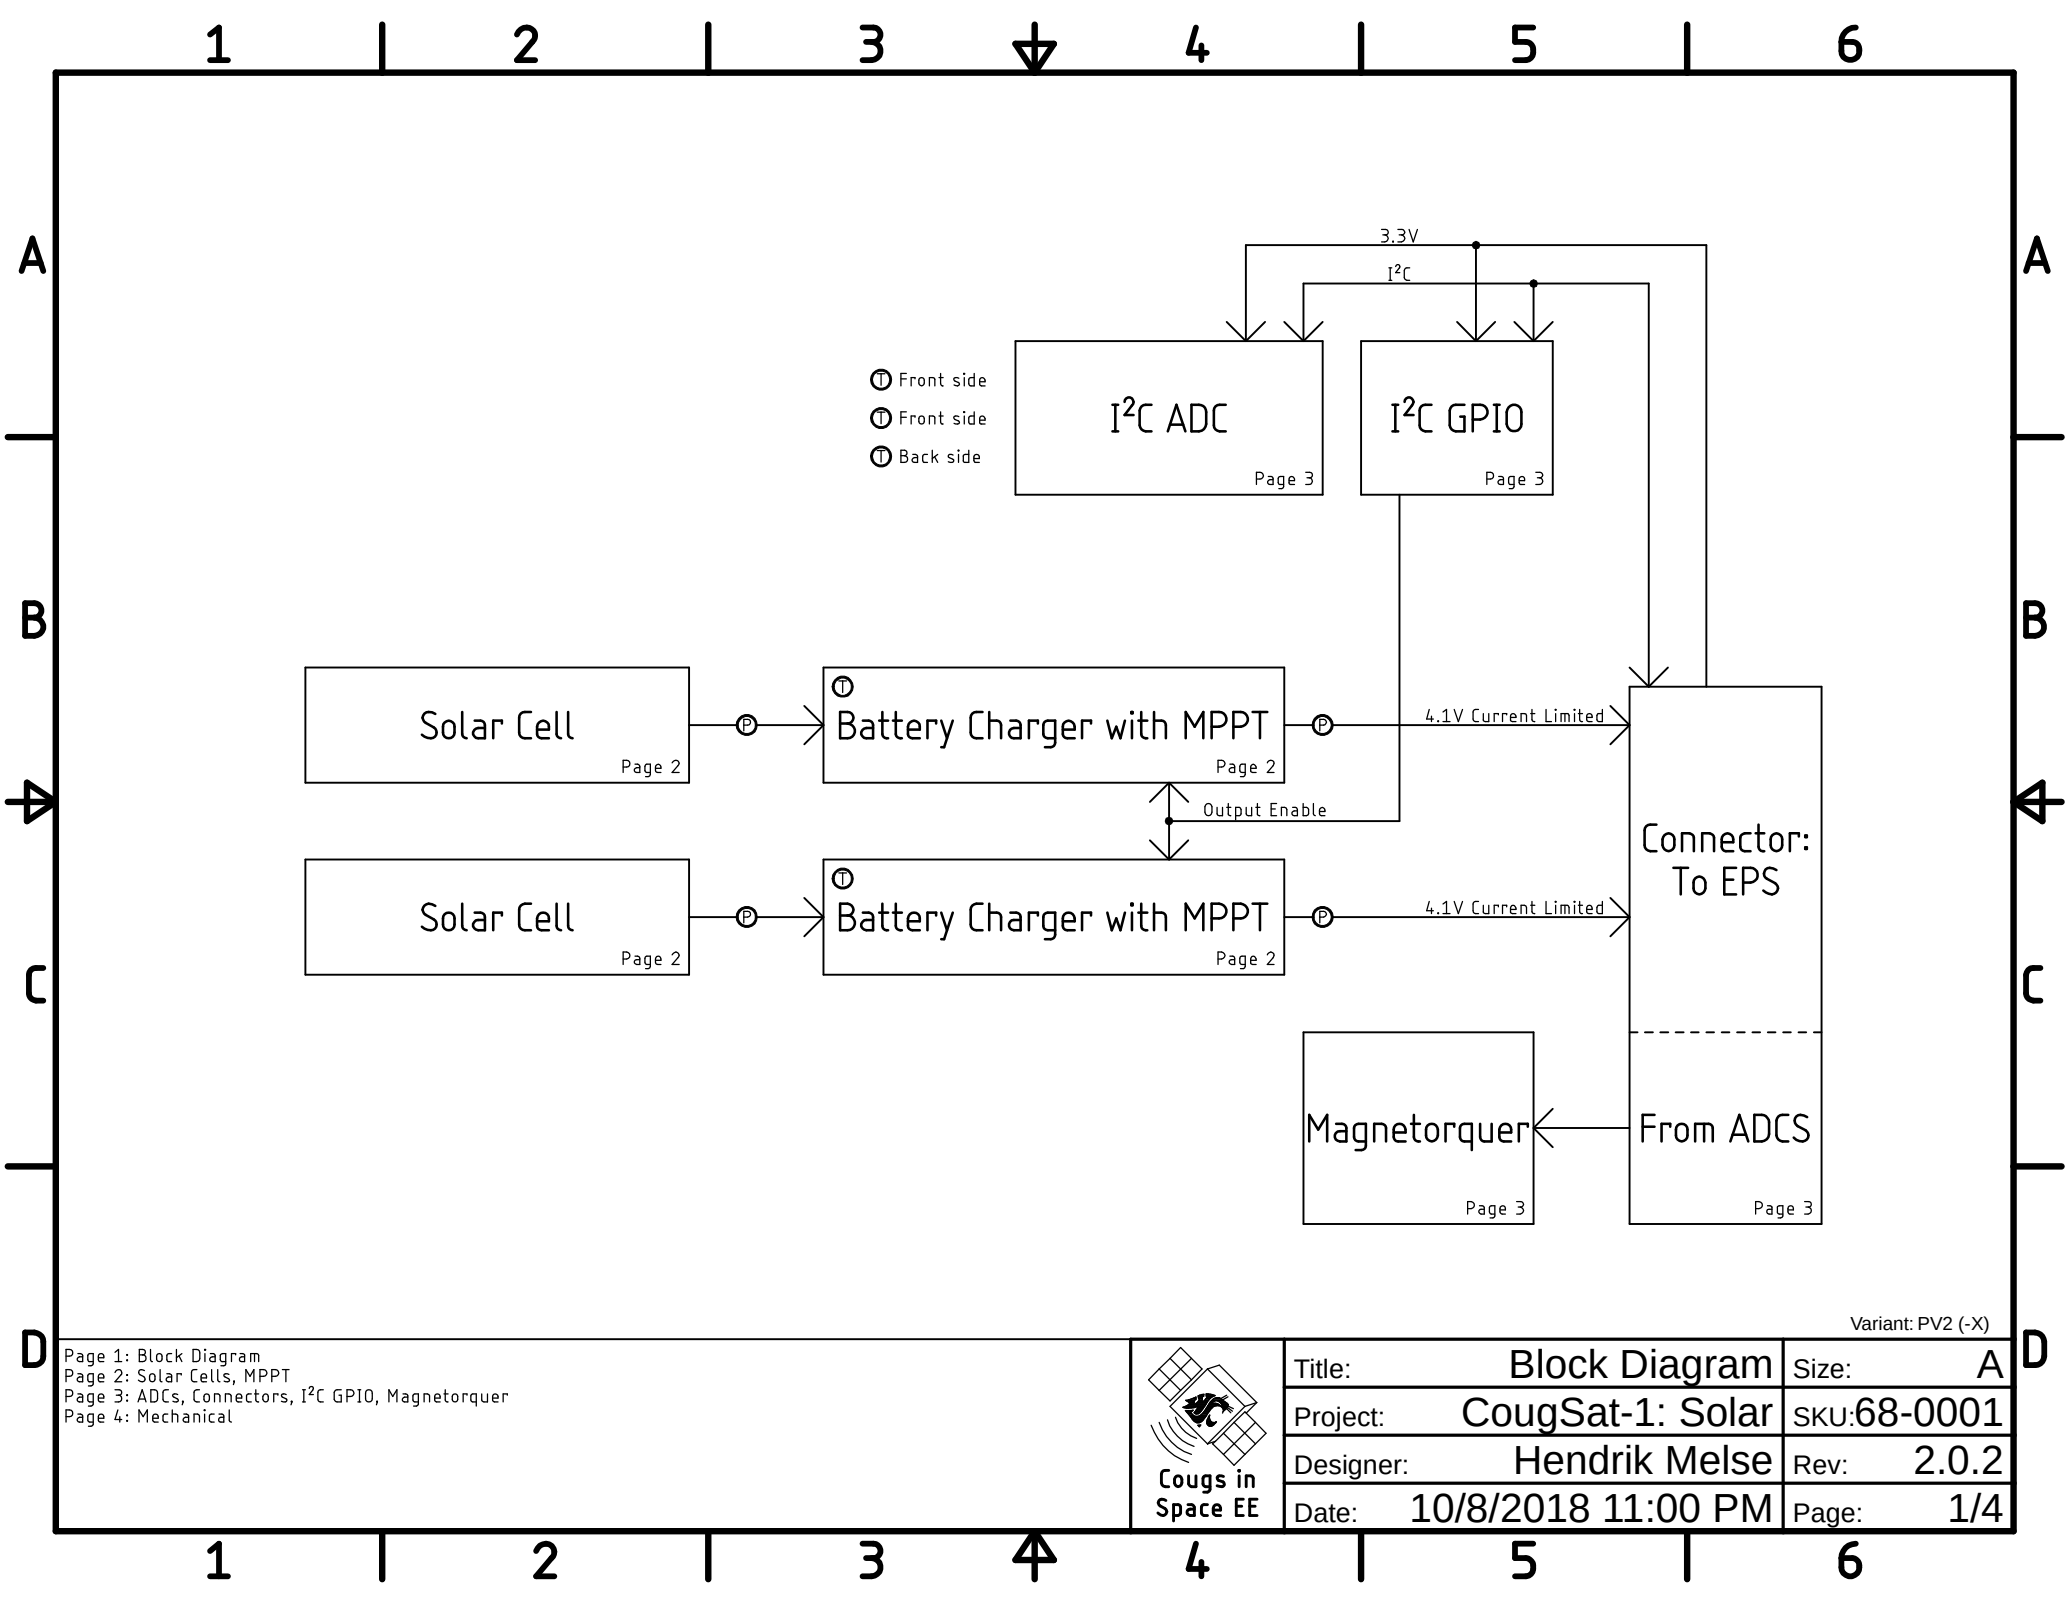 1 2 3 4 5 6
A A
3.3V
I²C
T Front side
T Front side
T Back side
I²C ADC
Page 3
I²C GPIO
Page 3
B B
Solar Cell
Page 2
P
T
Battery Charger with MPPT
Page 2
P
4.1V Current Limited
Output Enable
Solar Cell
Page 2
P
T
Battery Charger with MPPT
Page 2
P
4.1V Current Limited
Connector:
To EPS
C C
Magnetorquer
Page 3
From ADCS
Page 3
Variant: PV2 (-X)
D D
Page 1: Block Diagram
Page 2: Solar Cells, MPPT
Page 3: ADCs, Connectors, I²C GPIO, Magnetorquer
Page 4: Mechanical
Cougs in
Space EE
Title: Block Diagram Size: A
Project: CougSat-1: Solar SKU: 68-0001
Designer: Hendrik Melse Rev: 2.0.2
Date: 10/8/2018 11:00 PM Page: 1/4
1 2 3 4 5 6